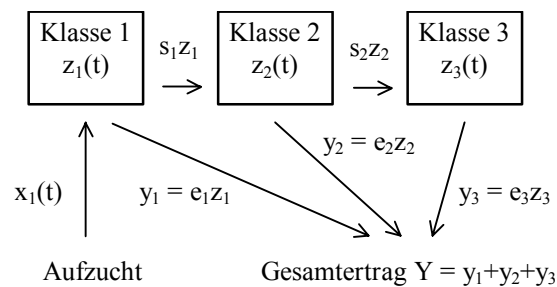 Klasse 1 s₁z₁ Klasse 2 s₂z₂ Klasse 3
z₁(t) z₂(t) z₃(t)
y₂ = e₂z₂
x₁(t) y₁ = e₁z₁ y₃ = e₃z₃
Aufzucht Gesamtertrag Y = y₁+y₂+y₃